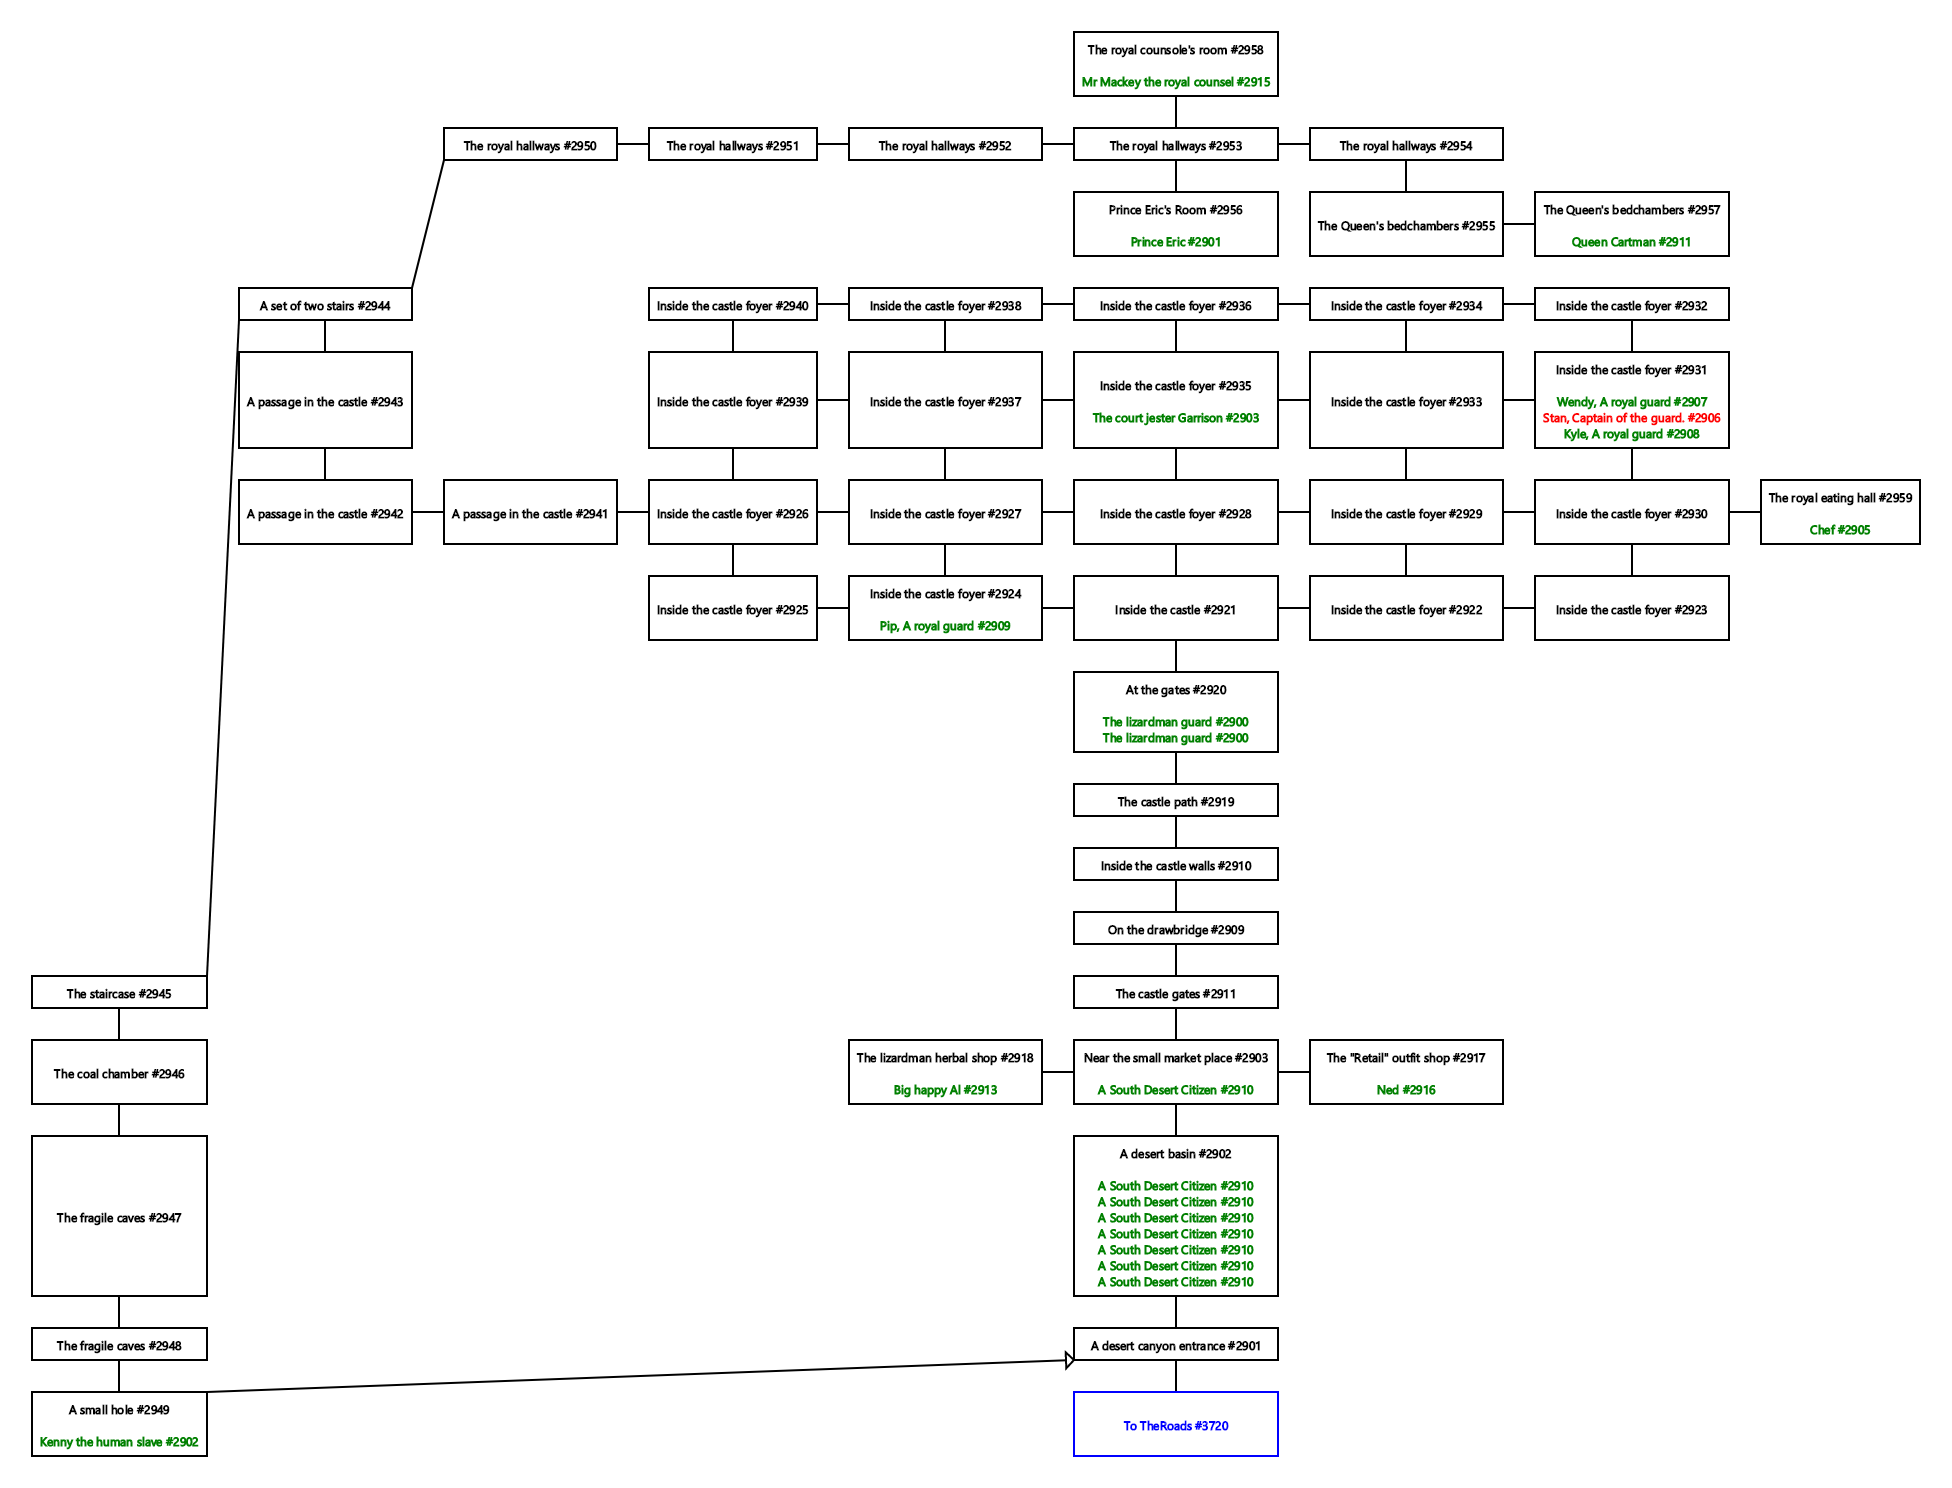 The royal counsole's room #2958
Mr Mackey the royal counsel #2915
The royal hallways #2950
The royal hallways #2951
The royal hallways #2952
The royal hallways #2953
The royal hallways #2954
Prince Eric's Room #2956
Prince Eric #2901
The Queen's bedchambers #2955
The Queen's bedchambers #2957
Queen Cartman #2911
A set of two stairs #2944
Inside the castle foyer #2940
Inside the castle foyer #2938
Inside the castle foyer #2936
Inside the castle foyer #2934
Inside the castle foyer #2932
A passage in the castle #2943
Inside the castle foyer #2939
Inside the castle foyer #2937
Inside the castle foyer #2935
The court jester Garrison #2903
Inside the castle foyer #2933
Inside the castle foyer #2931
Wendy, A royal guard #2907
Stan, Captain of the guard. #2906
Kyle, A royal guard #2908
A passage in the castle #2942
A passage in the castle #2941
Inside the castle foyer #2926
Inside the castle foyer #2927
Inside the castle foyer #2928
Inside the castle foyer #2929
Inside the castle foyer #2930
The royal eating hall #2959
Chef #2905
Inside the castle foyer #2925
Inside the castle foyer #2924
Pip, A royal guard #2909
Inside the castle #2921
Inside the castle foyer #2922
Inside the castle foyer #2923
At the gates #2920
The lizardman guard #2900
The lizardman guard #2900
The castle path #2919
Inside the castle walls #2910
On the drawbridge #2909
The staircase #2945
The castle gates #2911
The coal chamber #2946
The lizardman herbal shop #2918
Big happy Al #2913
Near the small market place #2903
A South Desert Citizen #2910
The "Retail" outfit shop #2917
Ned #2916
The fragile caves #2947
A desert basin #2902
A South Desert Citizen #2910
A South Desert Citizen #2910
A South Desert Citizen #2910
A South Desert Citizen #2910
A South Desert Citizen #2910
A South Desert Citizen #2910
A South Desert Citizen #2910
The fragile caves #2948
A desert canyon entrance #2901
A small hole #2949
Kenny the human slave #2902
To TheRoads #3720